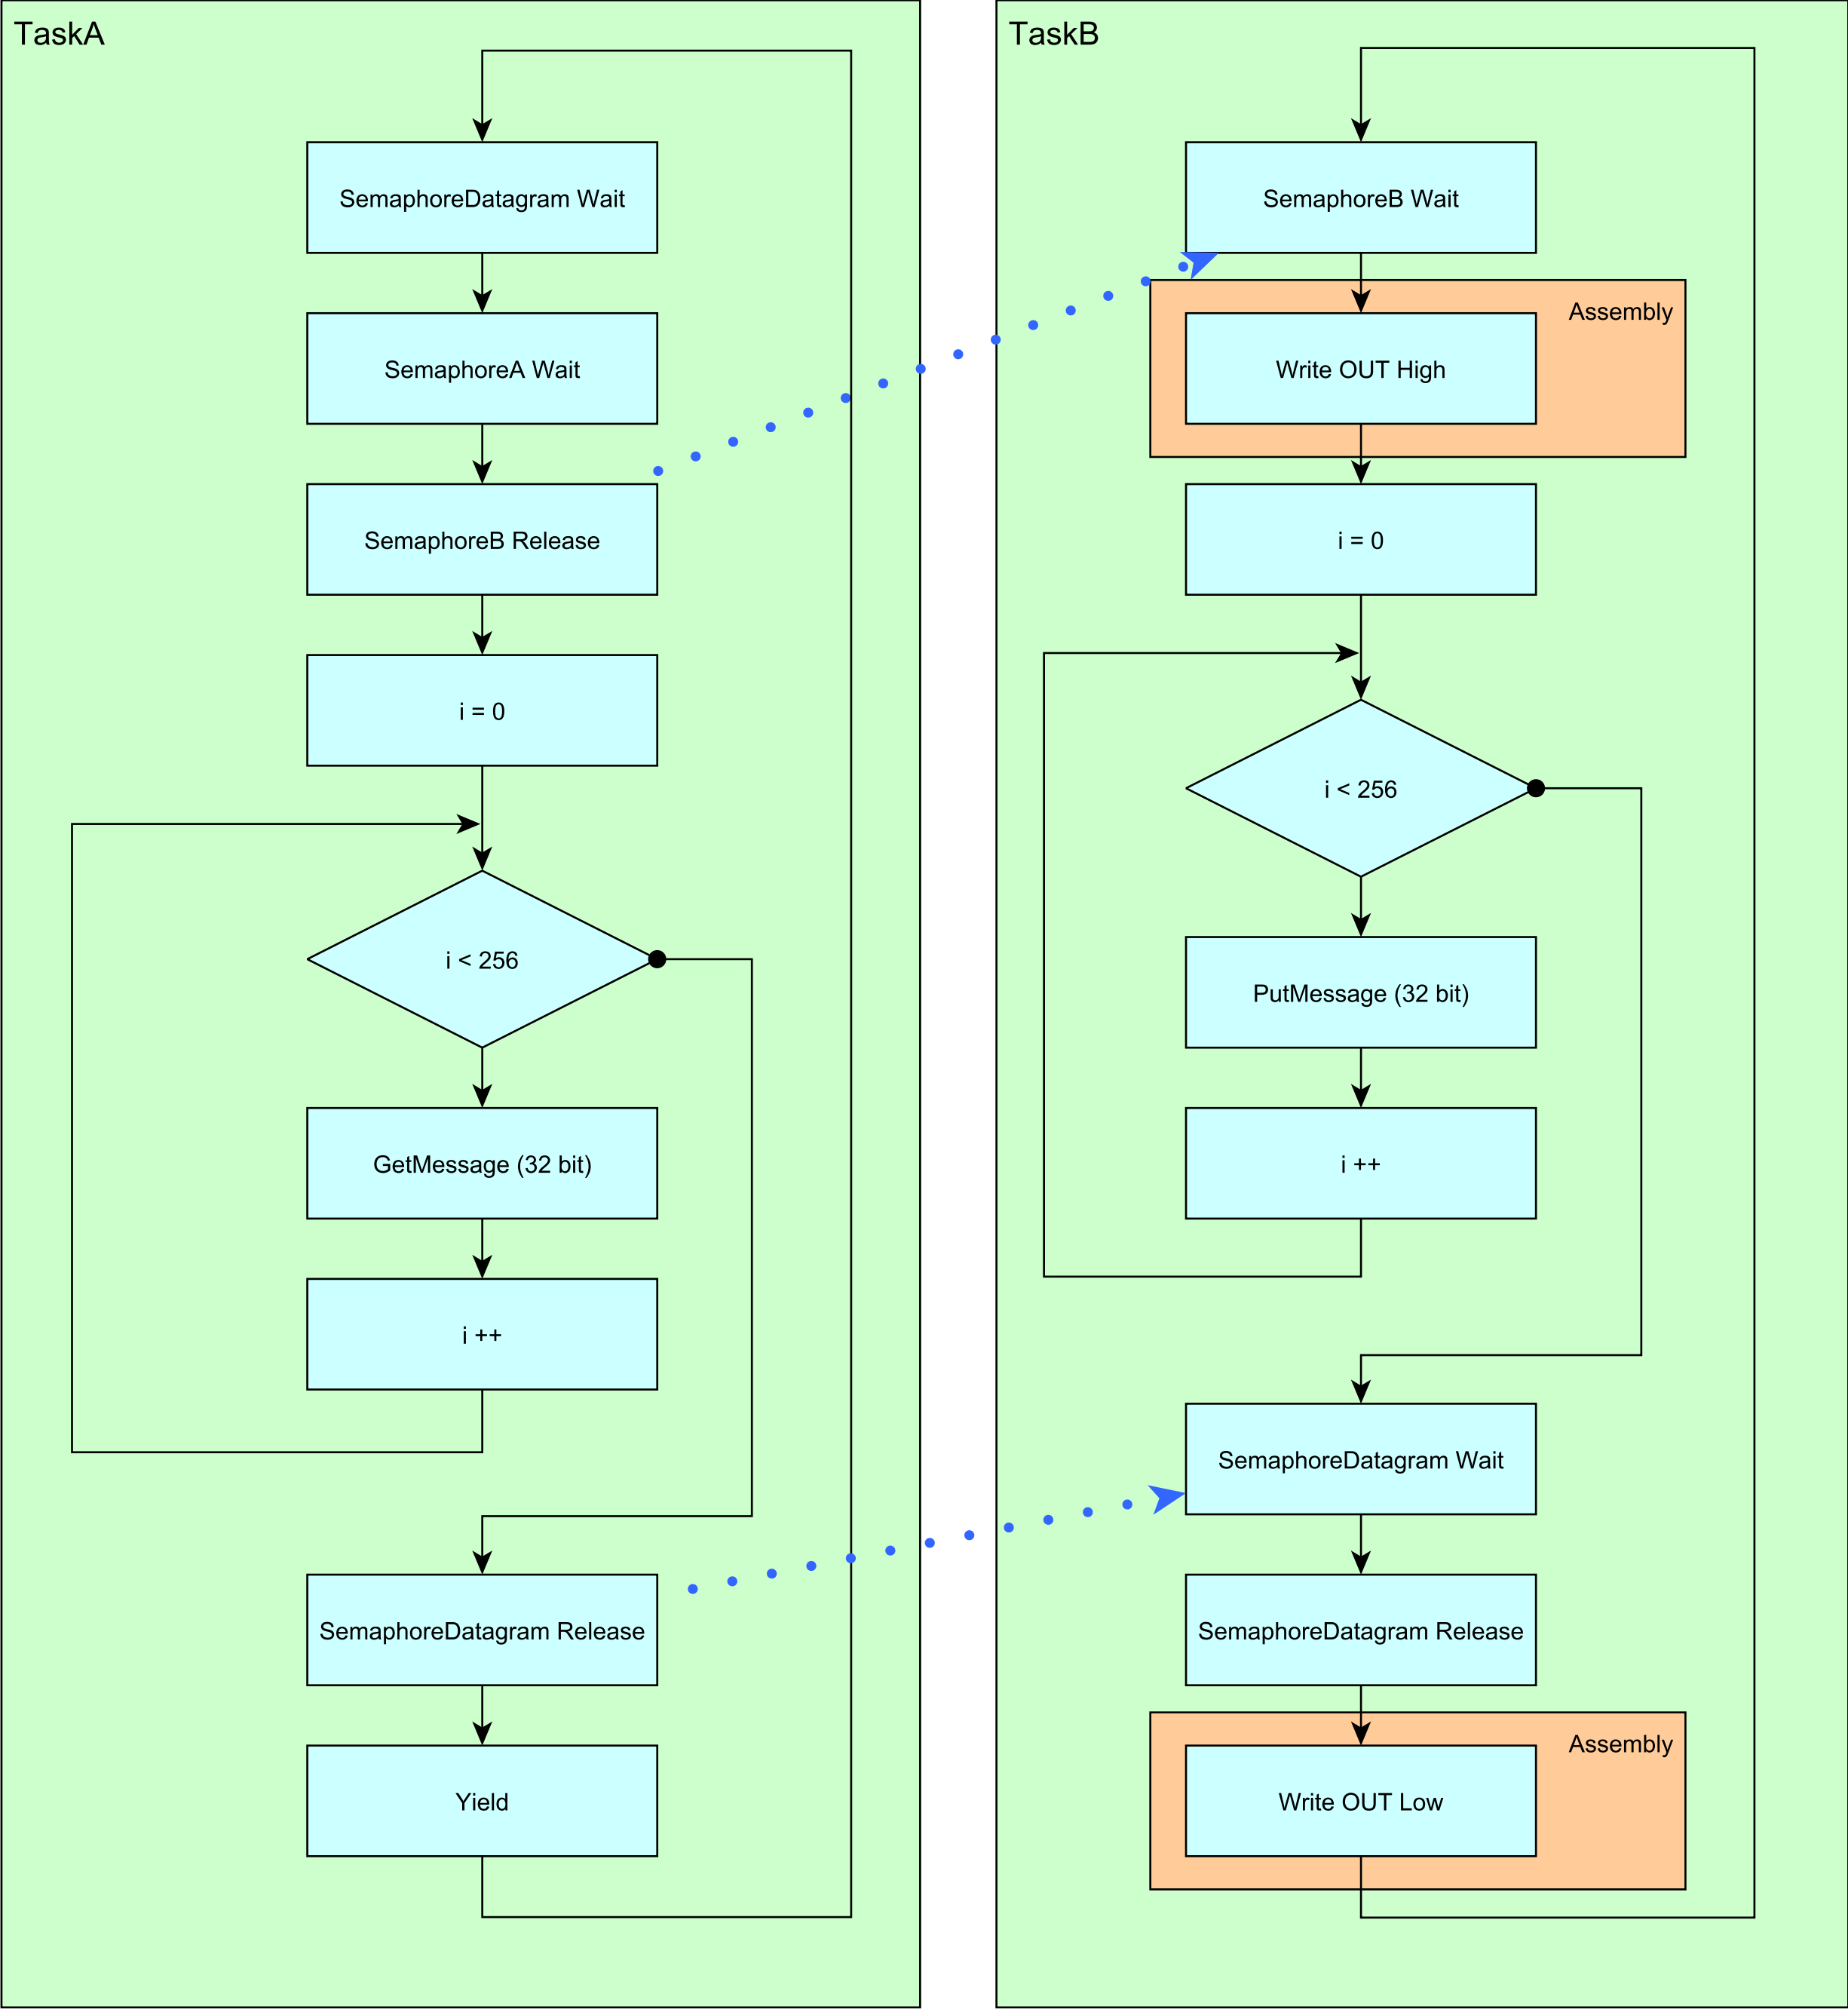 TaskA
SemaphoreDatagram Wait
SemaphoreA Wait
SemaphoreB Release
i = 0
i < 256
GetMessage (32 bit)
i ++
SemaphoreDatagram Release
Yield
TaskB
SemaphoreB Wait
Assembly
Write OUT High
i = 0
i < 256
PutMessage (32 bit)
i ++
SemaphoreDatagram Wait
SemaphoreDatagram Release
Assembly
Write OUT Low